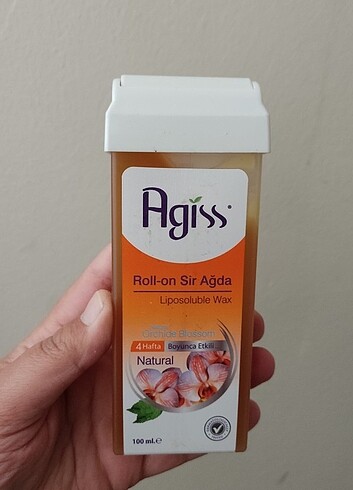 Agiss
Roll-on Sir Ağda
Liposoluble Wax
Orchide Blossom
4 Hafta Boyunca Etkili
Natural
100 ml.e